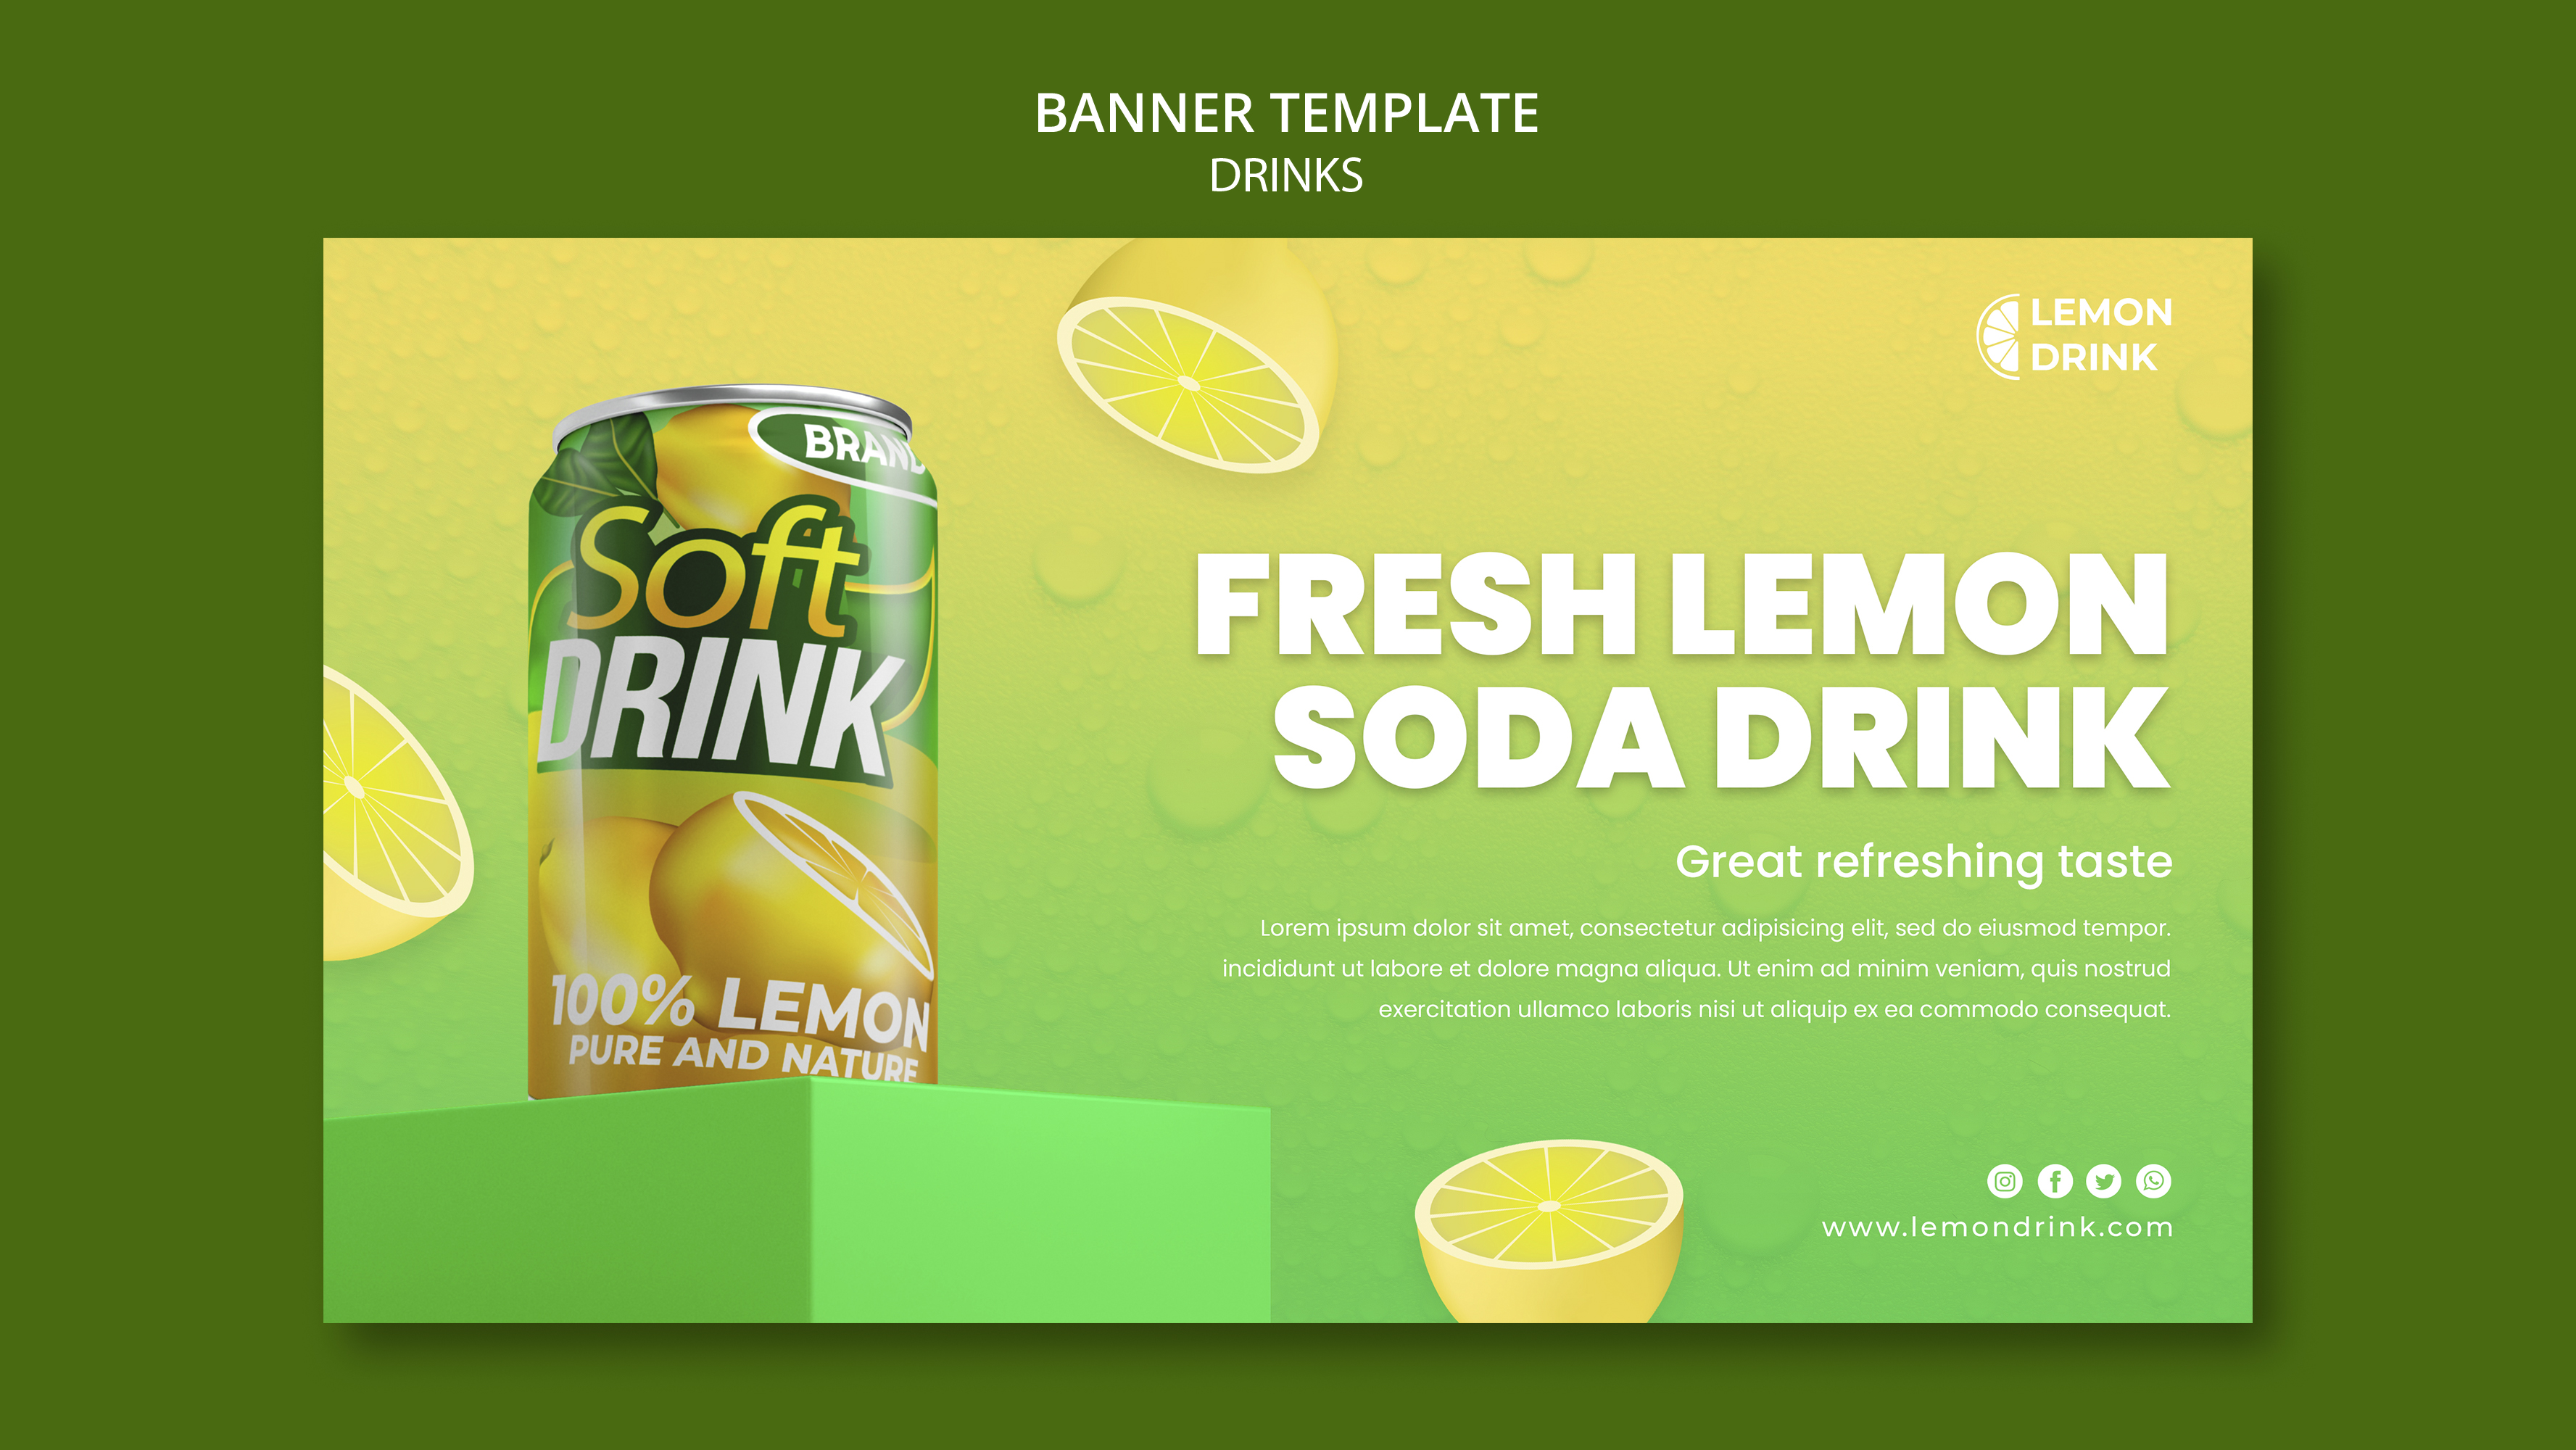 BANNER TEMPLATE
DRINKS
LEMON
DRINK
BRAND
Soft
DRINK
100% LEMON
PURE AND NATURE
FRESH LEMON
SODA DRINK
Great refreshing taste
Lorem ipsum dolor sit amet, consectetur adipisicing elit, sed do eiusmod tempor.
incididunt ut labore et dolore magna aliqua. Ut enim ad minim veniam, quis nostrud
exercitation ullamco laboris nisi ut aliquip ex ea commodo consequat.
www.lemondrink.com